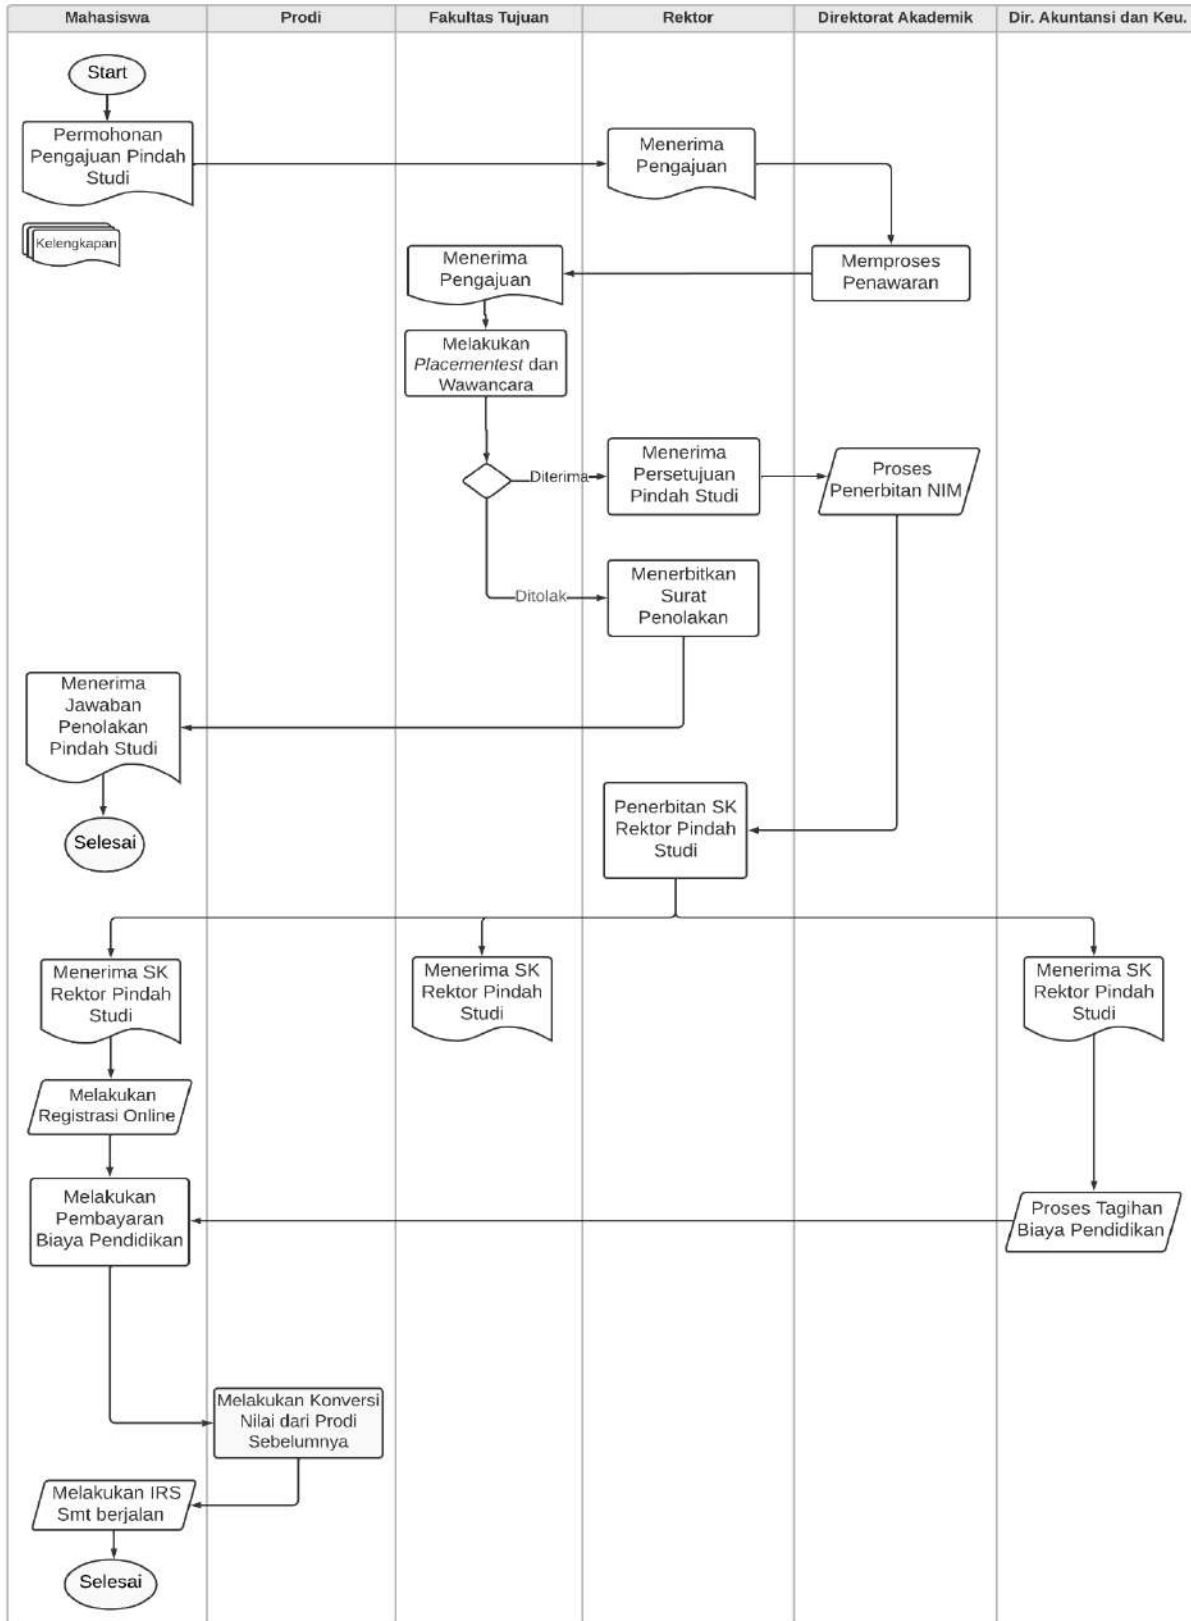 Mahasiswa
Prodi
Fakultas Tujuan
Rektor
Direktorat Akademik
Dir. Akuntansi dan Keu.
Start
Permohonan
Pengajuan Pindah
Studi
Menerima
Pengajuan
Kelengkapan
Menerima
Pengajuan
Memproses
Penawaran
Melakukan
Placementest dan
Wawancara
Diterima
Menerima
Persetujuan
Pindah Studi
Proses
Penerbitan NIM
Ditolak
Menerbitkan
Surat
Penolakan
Menerima
Jawaban
Penolakan
Pindah Studi
Selesai
Penerbitan SK
Rektor Pindah
Studi
Menerima SK
Rektor Pindah
Studi
Menerima SK
Rektor Pindah
Studi
Menerima SK
Rektor Pindah
Studi
Melakukan
Registrasi Online
Melakukan
Pembayaran
Biaya Pendidikan
Proses Tagihan
Biaya Pendidikan
Melakukan Konversi
Nilai dari Prodi
Sebelumnya
Melakukan IRS
Smt berjalan
Selesai